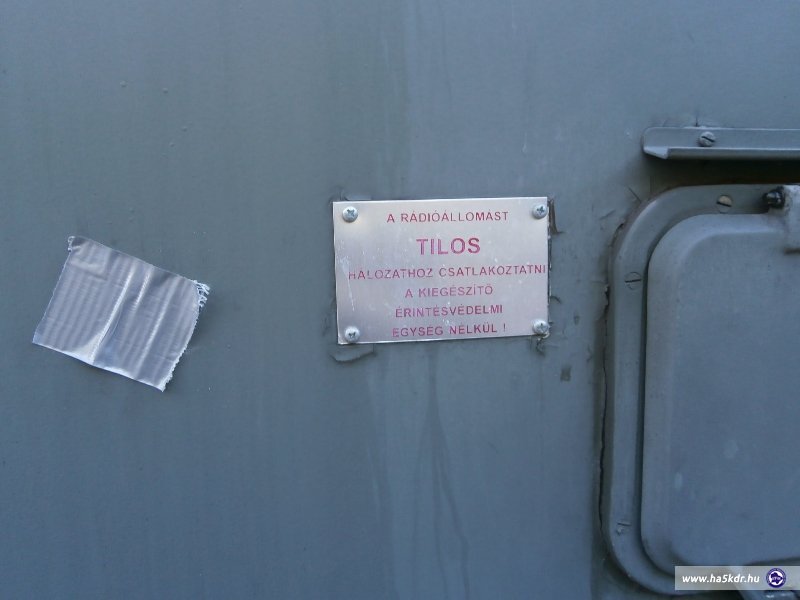 A RÁDIÓÁLLOMÁST
TILOS
HÁLÓZATHOZ CSATLAKOZTATNI
A KIEGÉSZÍTŐ
ÉRINTÉSVÉDELMI
EGYSÉG NÉLKÜL !
www.ha5kdr.hu